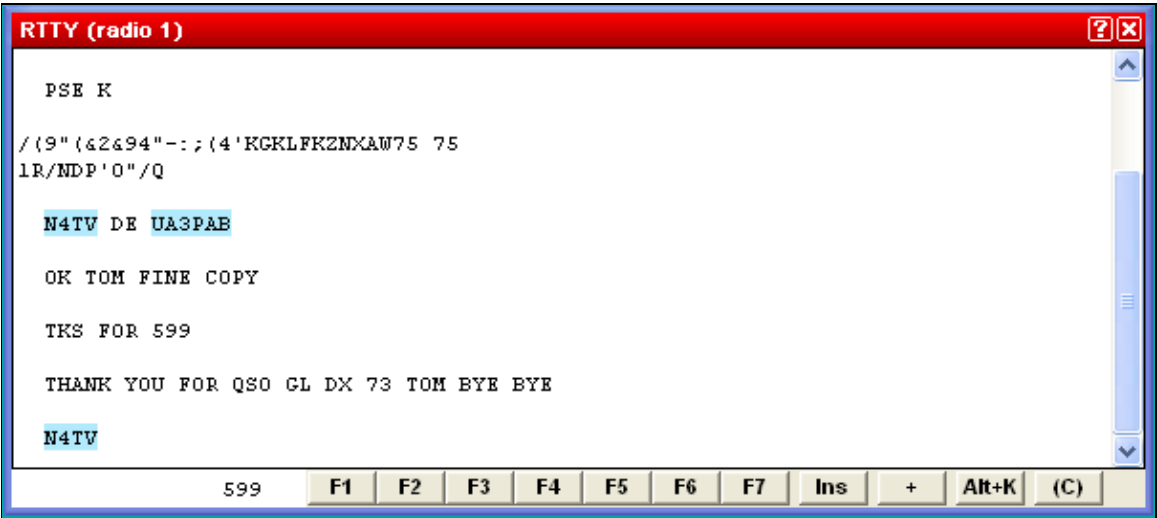 RTTY (radio 1)
PSE K
/(9"(&2&94"-:;(4'KGKLFKZNXAW75 75
lR/NDP'O"/Q
N4TV DE UA3PAB
OK TOM FINE COPY
TKS FOR 599
THANK YOU FOR QSO GL DX 73 TOM BYE BYE
N4TV
599 F1 F2 F3 F4 F5 F6 F7 Ins + Alt+K (C)